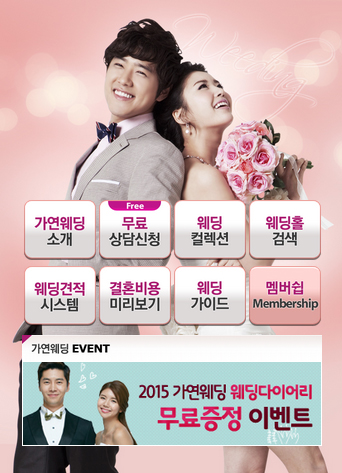 Wedding
Free
가연웨딩
소개
무료
상담신청
웨딩
컬렉션
웨딩홀
검색
웨딩견적
시스템
결혼비용
미리보기
웨딩
가이드
멤버쉽
Membership
가연웨딩 EVENT
2015 가연웨딩 웨딩다이어리
무료증정 이벤트